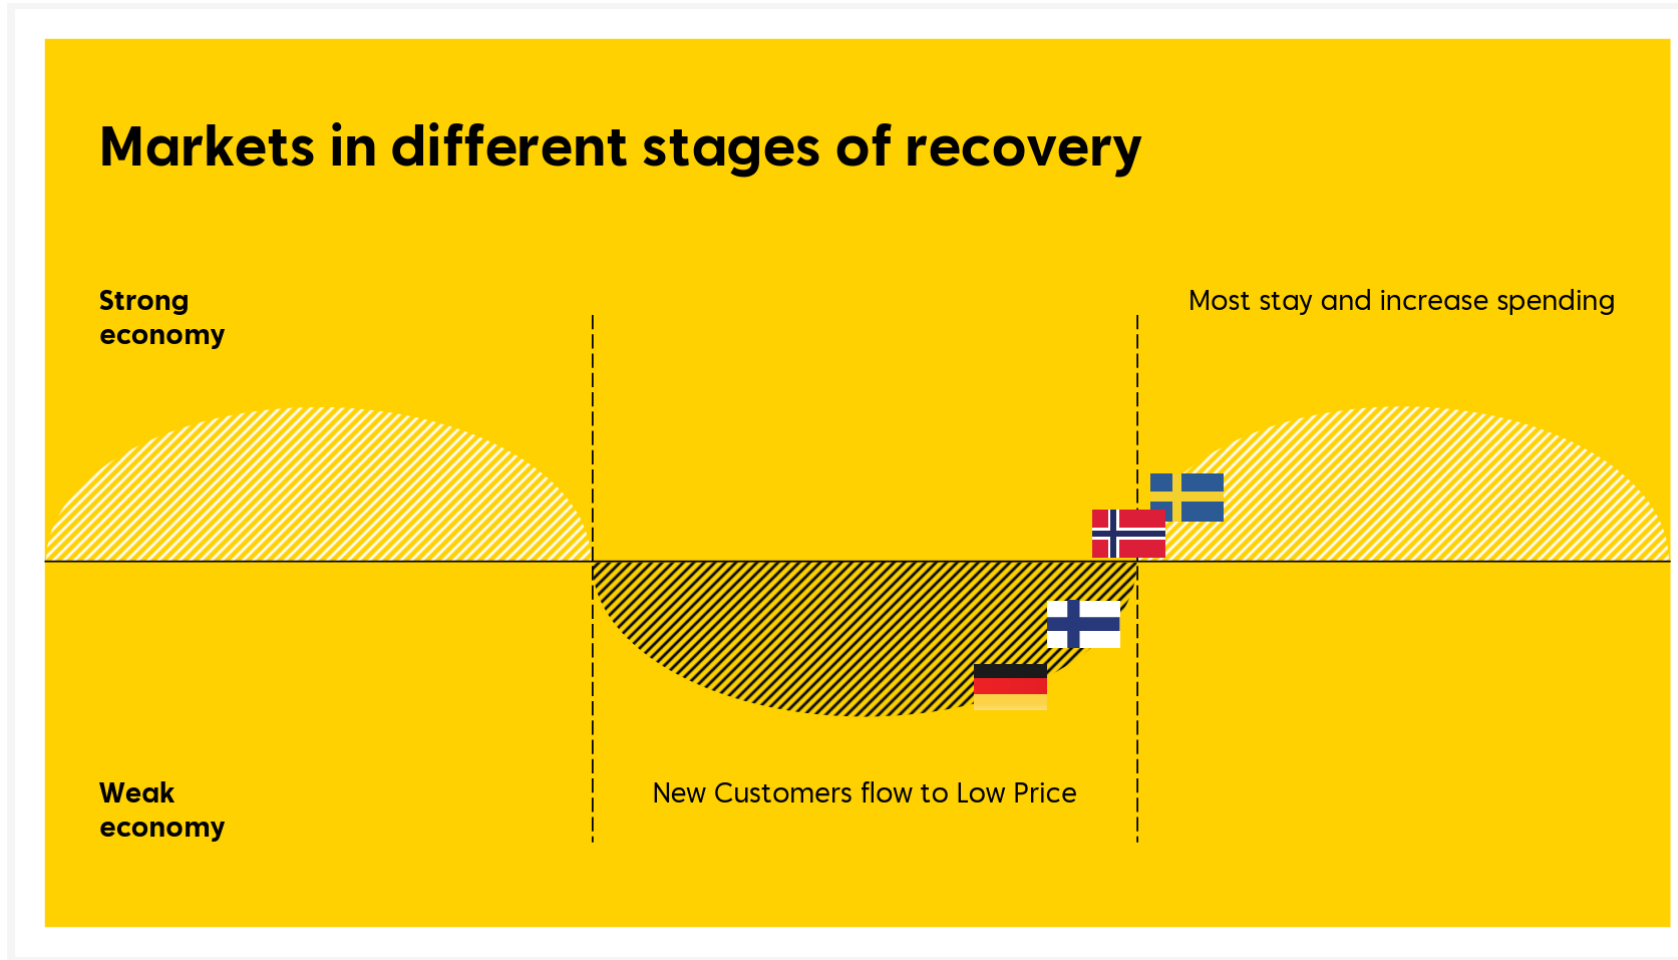 Markets in different stages of recovery
Strong
economy
Most stay and increase spending
Weak
economy
New Customers flow to Low Price